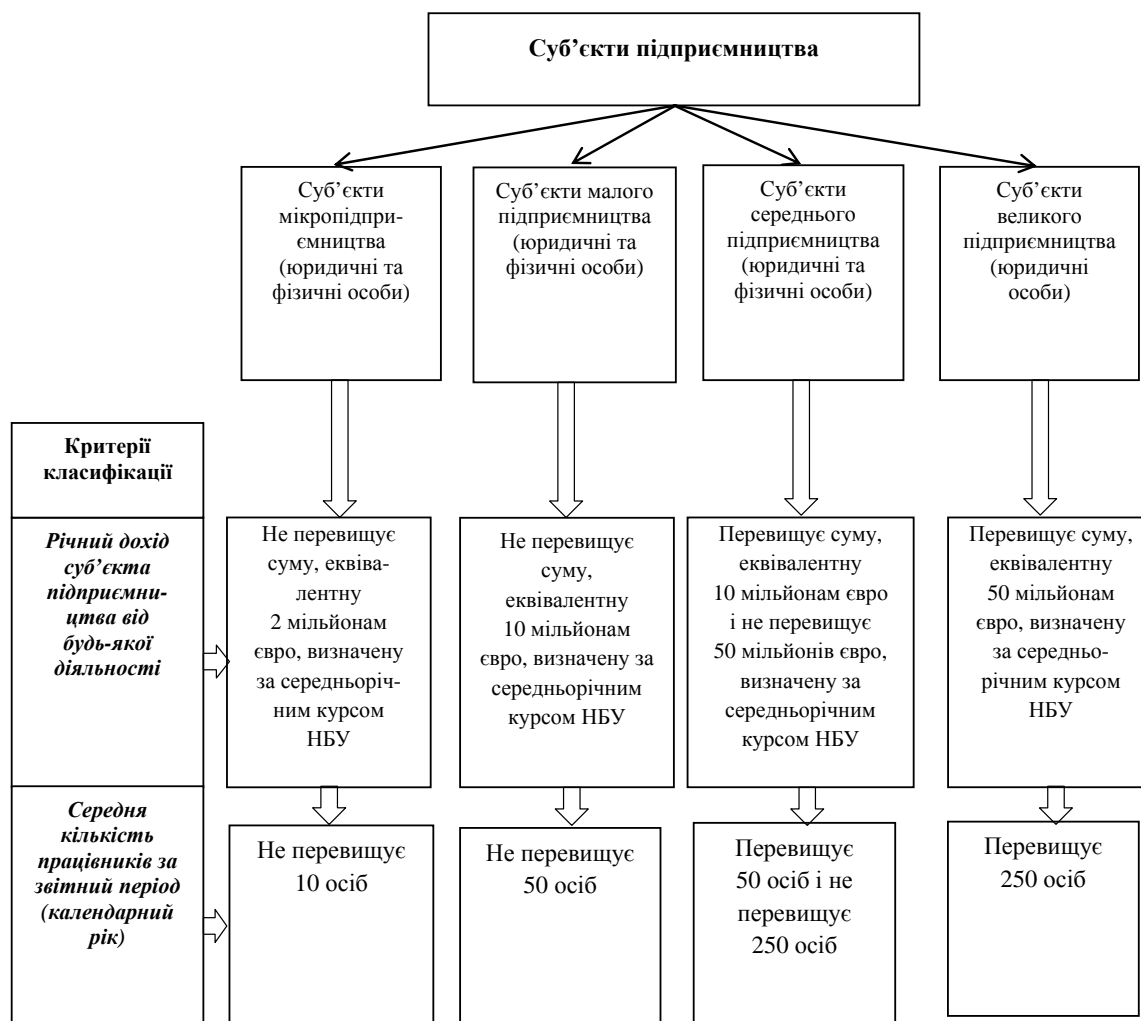 Суб’єкти підприємництва
Суб’єкти
мікропідпри-
ємництва
(юридичні та
фізичні особи)
Суб’єкти малого
підприємництва
(юридичні та
фізичні особи)
Суб’єкти
середнього
підприємництва
(юридичні та
фізичні особи)
Суб’єкти
великого
підприємництва
(юридичні
особи)
Критерії
класифікації
Річний дохід
суб’єкта
підприємни-
цтва від
будь-якої
діяльності
Не перевищує
суму, еквіва-
лентну
2 мільйонам
євро, визначену
за середньоріч-
ним курсом
НБУ
Не перевищує
суму,
еквівалентну
10 мільйонам
євро, визначену за
середньорічним
курсом НБУ
Перевищує суму,
еквівалентну
10 мільйонам євро
і не перевищує
50 мільйонів євро,
визначену за
середньорічним
курсом НБУ
Перевищує суму,
еквівалентну
50 мільйонам
євро, визначену
за середньо-
річним курсом
НБУ
Середня
кількість
працівників за
звітний період
(календарний
рік)
Не перевищує
10 осіб
Не перевищує
50 осіб
Перевищує
50 осіб і не
перевищує
250 осіб
Перевищує
250 осіб